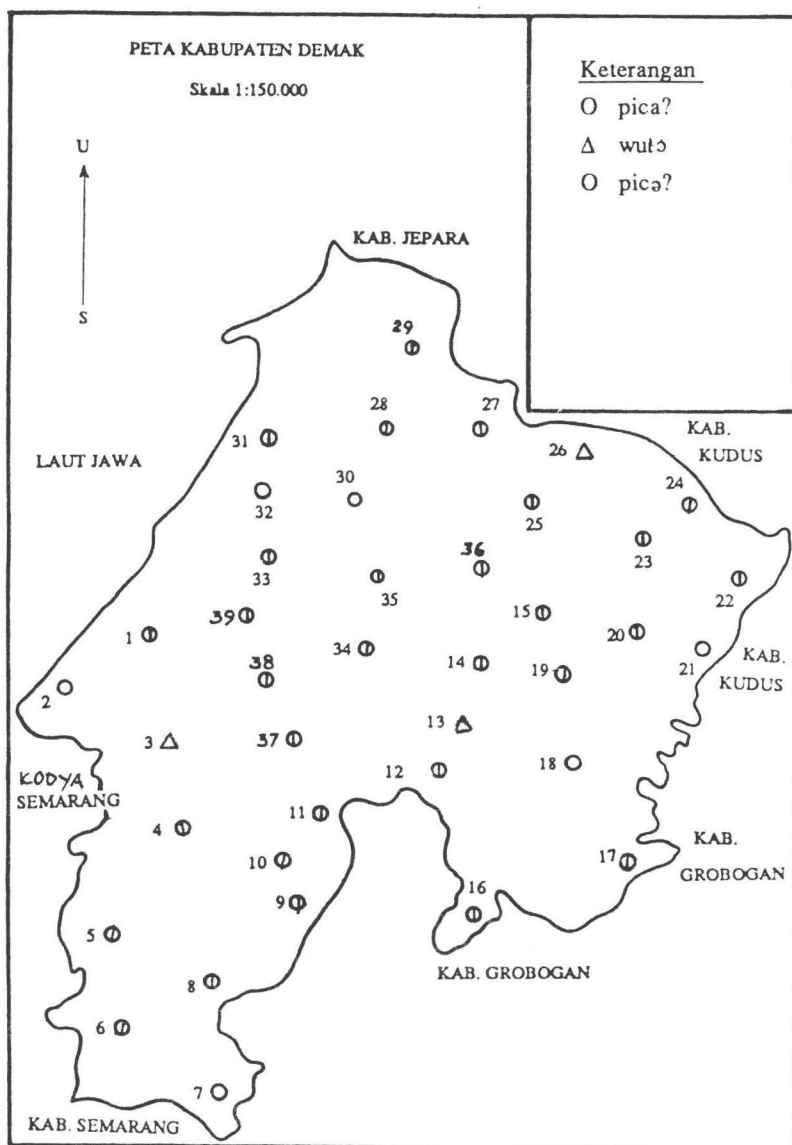 PETA KABUPATEN DEMAK
Skala 1:150.000
U
S
Keterangan
O pica?
Δ wutɔ
O picə?
KAB. JEPARA
29
28
27
31
LAUT JAWA
26
KAB.
KUDUS
30
24
32
25
36
23
33
35
22
39
15
1
20
34
14
21
38
19
KAB.
KUDUS
2
13
3
37
18
12
KODYA
SEMARANG
11
4
KAB.
GROBOGAN
10
17
9
16
5
KAB. GROBOGAN
8
6
7
KAB. SEMARANG